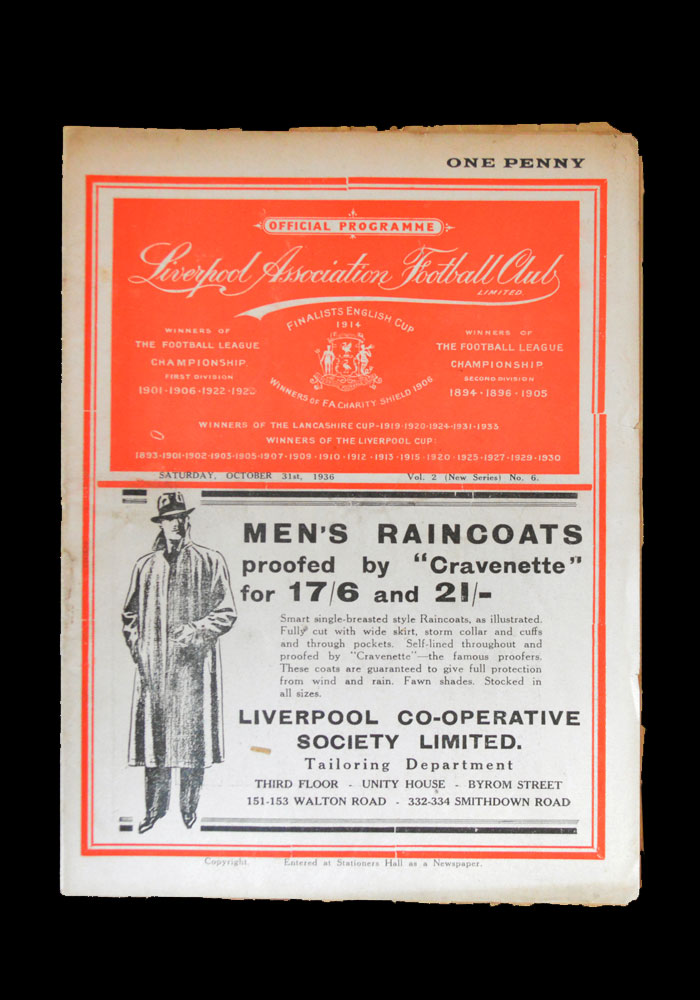 ONE PENNY
OFFICIAL PROGRAMME
Liverpool Association Football Club
LIMITED.
FINALISTS ENGLISH CUP
1914
WINNERS OF
THE FOOTBALL LEAGUE
CHAMPIONSHIP
FIRST DIVISION
1901-1906-1922-1923
WINNERS OF F.A. CHARITY SHIELD 1906
WINNERS OF
THE FOOTBALL LEAGUE
CHAMPIONSHIP
SECOND DIVISION
1894-1896-1905
WINNERS OF THE LANCASHIRE CUP-1919-1920-1924-1931-1933
WINNERS OF THE LIVERPOOL CUP:
1893-1901-1902-1903-1905-1907-1909-1910-1912-1913-1915 1920-1925-1927-1929-1930
SATURDAY, OCTOBER 31st, 1936 Vol. 2 (New Series) No. 6.
MEN'S RAINCOATS
proofed by "Cravenette"
for 17/6 and 21/-
Smart single-breasted style Raincoats, as illustrated.
Fully cut with wide skirt, storm collar and cuffs
and through pockets. Self-lined throughout and
proofed by "Cravenette"—the famous proofers.
These coats are guaranteed to give full protection
from wind and rain. Fawn shades. Stocked in
all sizes.
LIVERPOOL CO-OPERATIVE
SOCIETY LIMITED.
Tailoring Department
THIRD FLOOR - UNITY HOUSE - BYROM STREET
151-153 WALTON ROAD - 332-334 SMITHDOWN ROAD
Copyright. Entered at Stationers Hall as a Newspaper.